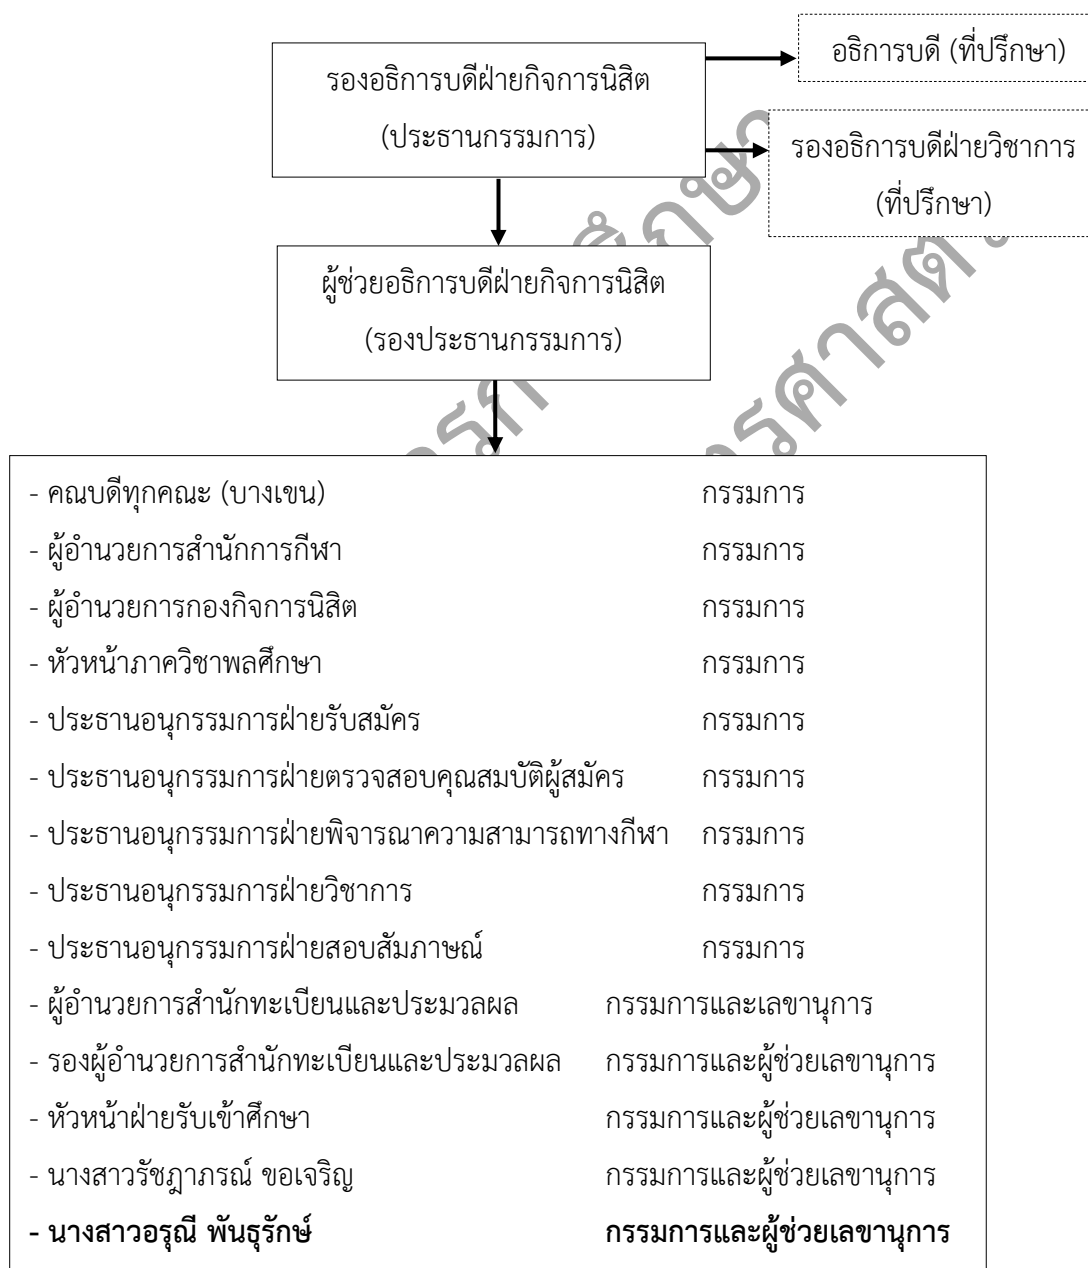 อธิการบดี (ที่ปรึกษา)
รองอธิการบดีฝ่ายกิจการนิสิต
(ประธานกรรมการ)
รองอธิการบดีฝ่ายวิชาการ
(ที่ปรึกษา)
ผู้ช่วยอธิการบดีฝ่ายกิจการนิสิต
(รองประธานกรรมการ)
- คณบดีทุกคณะ (บางเขน) กรรมการ
- ผู้อำนวยการสำนักการกีฬา กรรมการ
- ผู้อำนวยการกองกิจการนิสิต กรรมการ
- หัวหน้าภาควิชาพลศึกษา กรรมการ
- ประธานอนุกรรมการฝ่ายรับสมัคร กรรมการ
- ประธานอนุกรรมการฝ่ายตรวจสอบคุณสมบัติผู้สมัคร กรรมการ
- ประธานอนุกรรมการฝ่ายพิจารณาความสามารถทางกีฬา กรรมการ
- ประธานอนุกรรมการฝ่ายวิชาการ กรรมการ
- ประธานอนุกรรมการฝ่ายสอบสัมภาษณ์ กรรมการ
- ผู้อำนวยการสำนักทะเบียนและประมวลผล กรรมการและเลขานุการ
- รองผู้อำนวยการสำนักทะเบียนและประมวลผล กรรมการและผู้ช่วยเลขานุการ
- หัวหน้าฝ่ายรับเข้าศึกษา กรรมการและผู้ช่วยเลขานุการ
- นางสาวรัชฎาภรณ์ ขอเจริญ กรรมการและผู้ช่วยเลขานุการ
- นางสาวอรุณี พันธุรักษ์ กรรมการและผู้ช่วยเลขานุการ